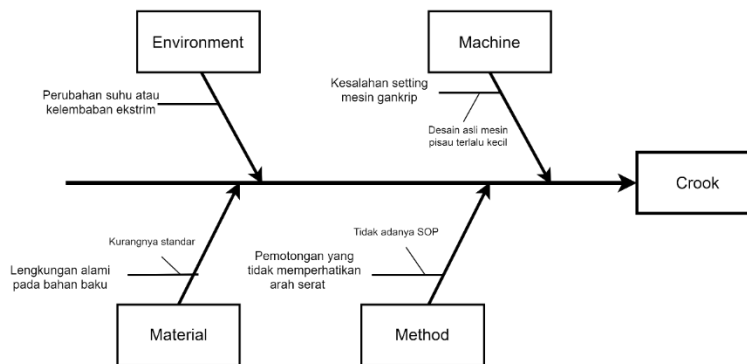 Environment
Machine
Perubahan suhu atau
kelembaban ekstrim
Kesalahan setting
mesin gankrip
Desain asli mesin
pisau terlalu kecil
Crook
Kurangnya standar
Lengkungan alami
pada bahan baku
Tidak adanya SOP
Pemotongan yang
tidak memperhatikan
arah serat
Material
Method